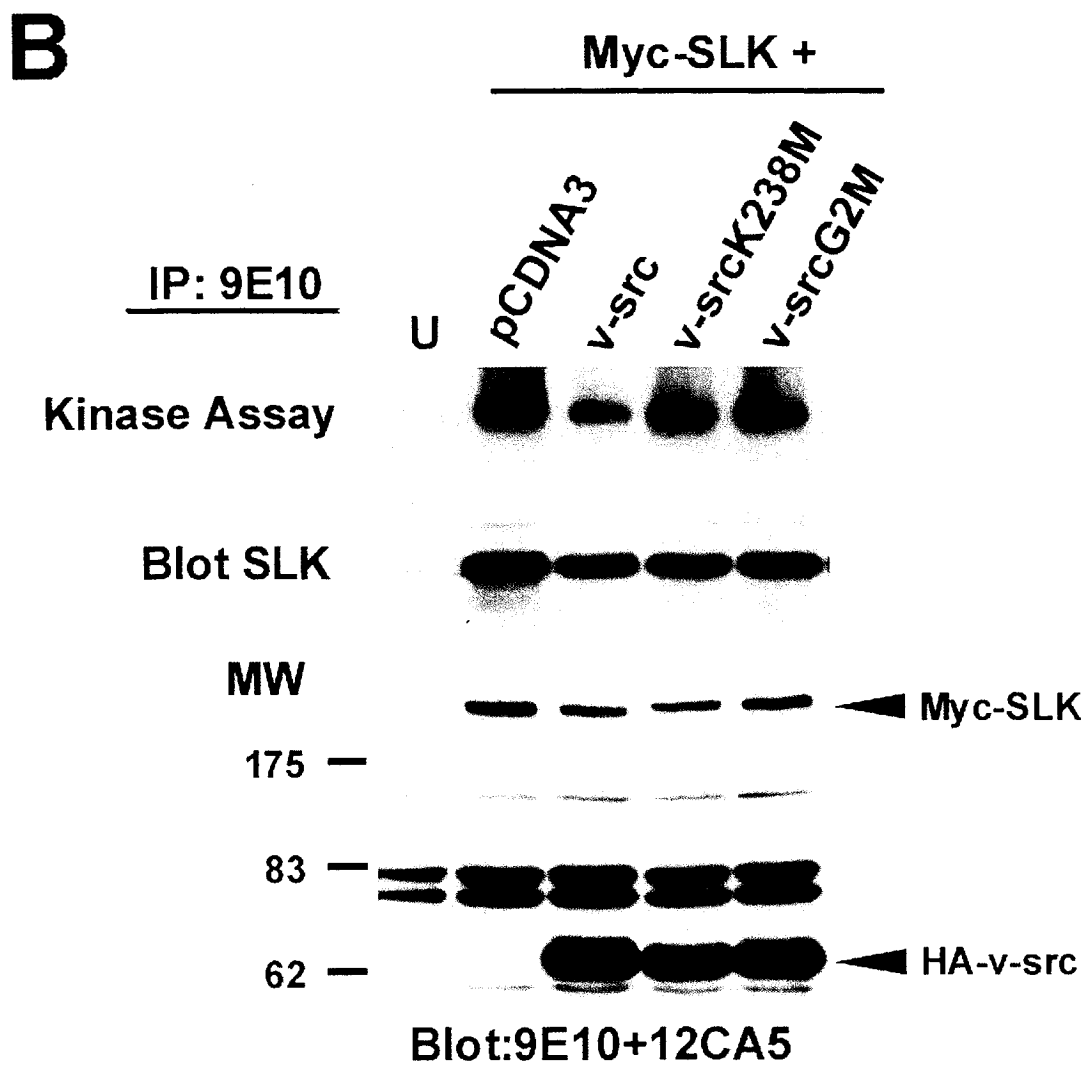 B
Myc-SLK +
IP: 9E10
U
pCDNA3
v-src
v-srcK238M
v-srcG2M
Kinase Assay
Blot SLK
MW
Myc-SLK
175
83
62
HA-v-src
Blot:9E10+12CA5